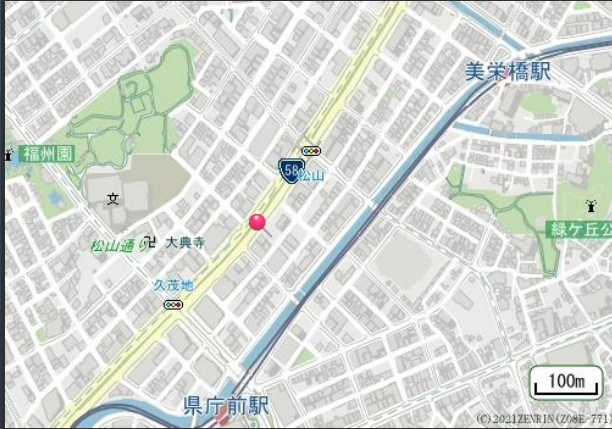 美栄橋駅
福州園
58
松山
文
松山通り
卍 大典寺
緑ケ丘公
久茂地
県庁前駅
100m
(C)2021ZENRIN(Z08E-771)